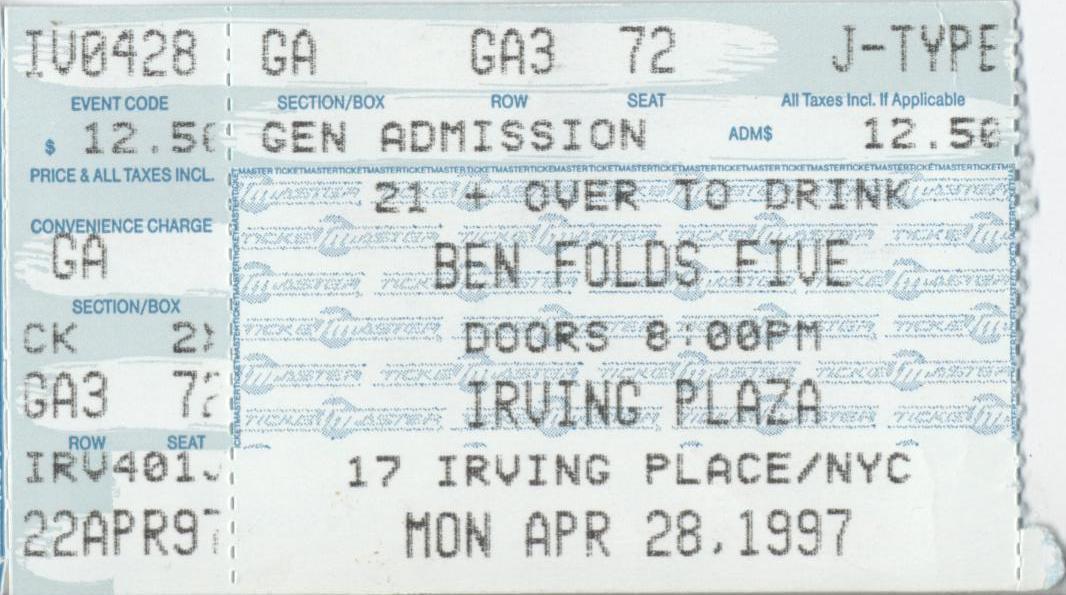 IV0428 GA GA3 72 J-TYPE
EVENT CODE SECTION/BOX ROW SEAT All Taxes Incl. If Applicable
$ 12.50 GEN ADMISSION ADM$ 12.50
PRICE & ALL TAXES INCL.
21 + OVER TO DRINK
CONVENIENCE CHARGE
GA BEN FOLDS FIVE
SECTION/BOX
CK 2X DOORS 8:00PM
GA3 72 IRVING PLAZA
ROW SEAT
IRV401J 17 IRVING PLACE/NYC
22APR97 MON APR 28,1997